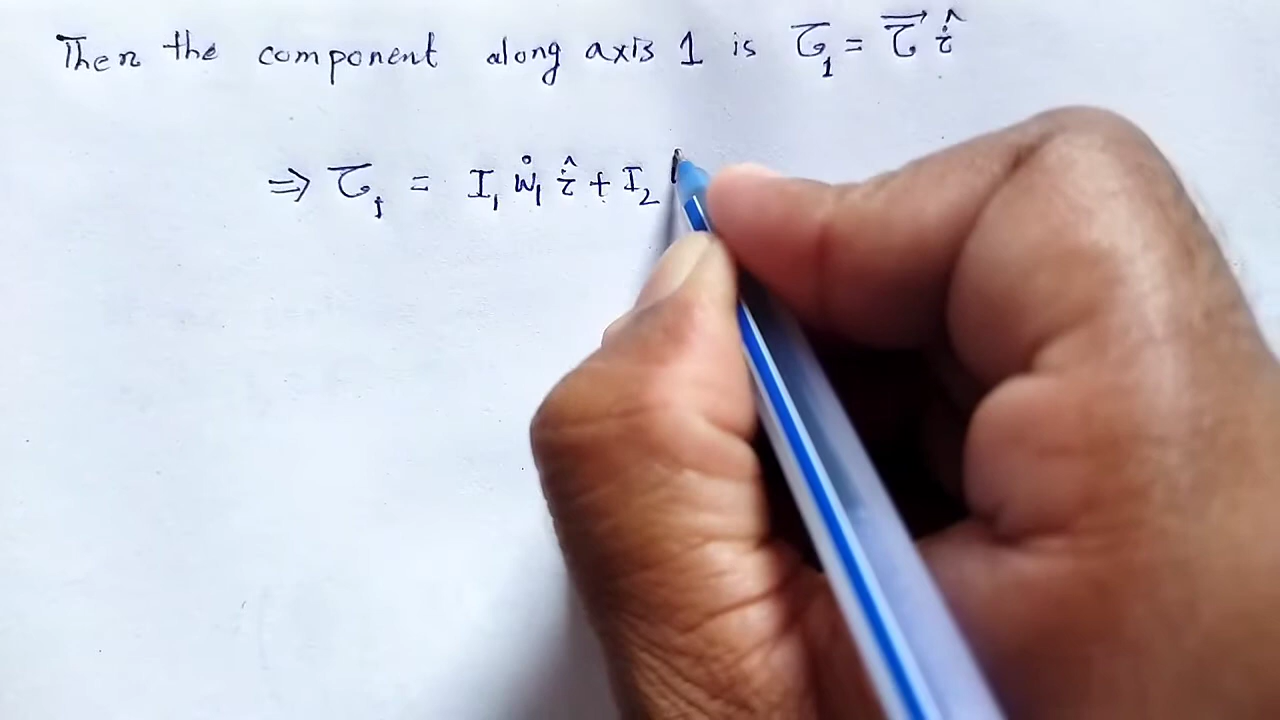 Then the component along axis 1 is τ₁ = τ⃗ î
⇒ τ₁ = I₁ ω̇₁ î + I₂